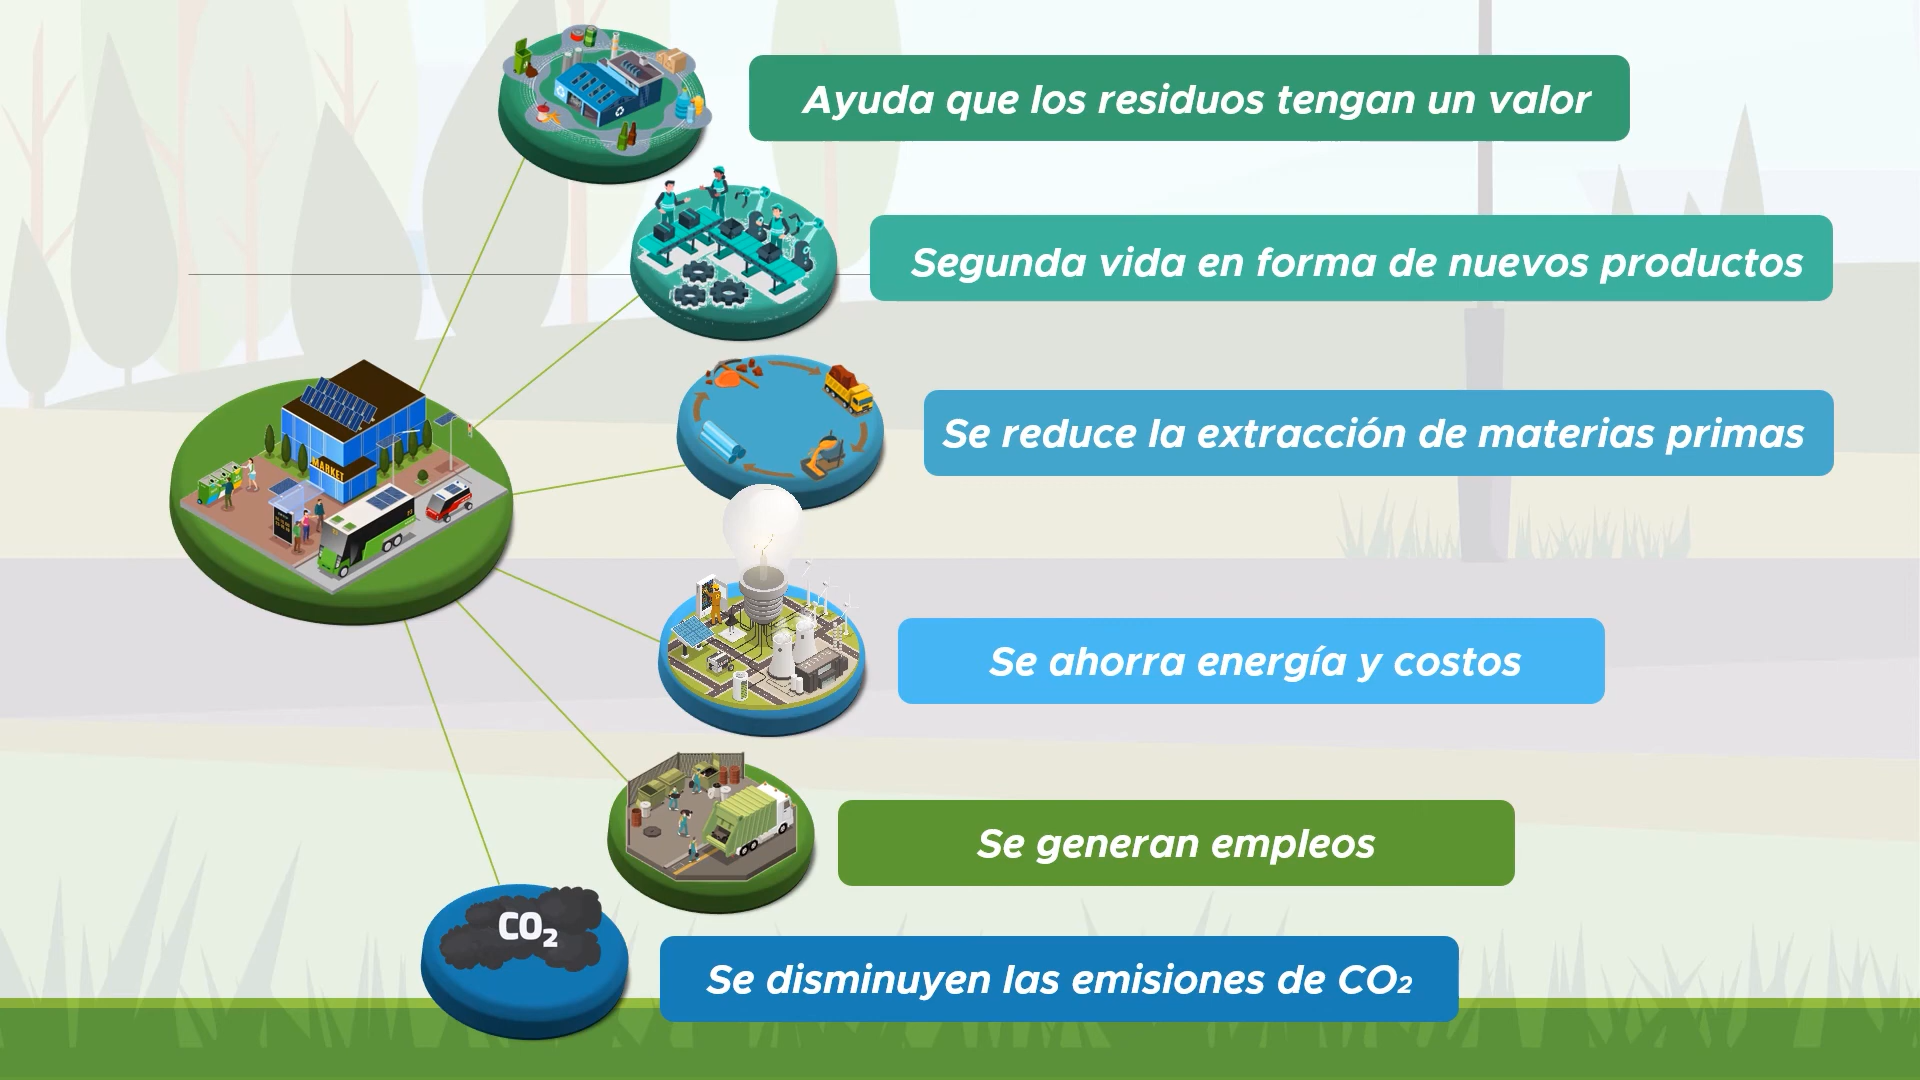 Ayuda que los residuos tengan un valor
Segunda vida en forma de nuevos productos
Se reduce la extracción de materias primas
MARKET
Se ahorra energía y costos
Se generan empleos
CO₂
Se disminuyen las emisiones de CO₂